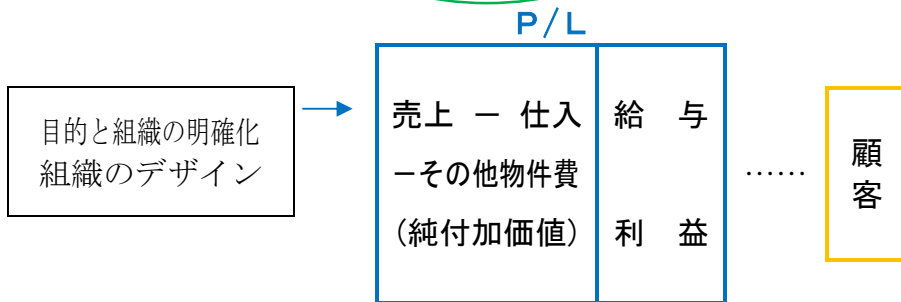 P/L
目的と組織の明確化
組織のデザイン
売上 － 仕入
－その他物件費
(純付加価値)
給 与
利 益
……
顧
客